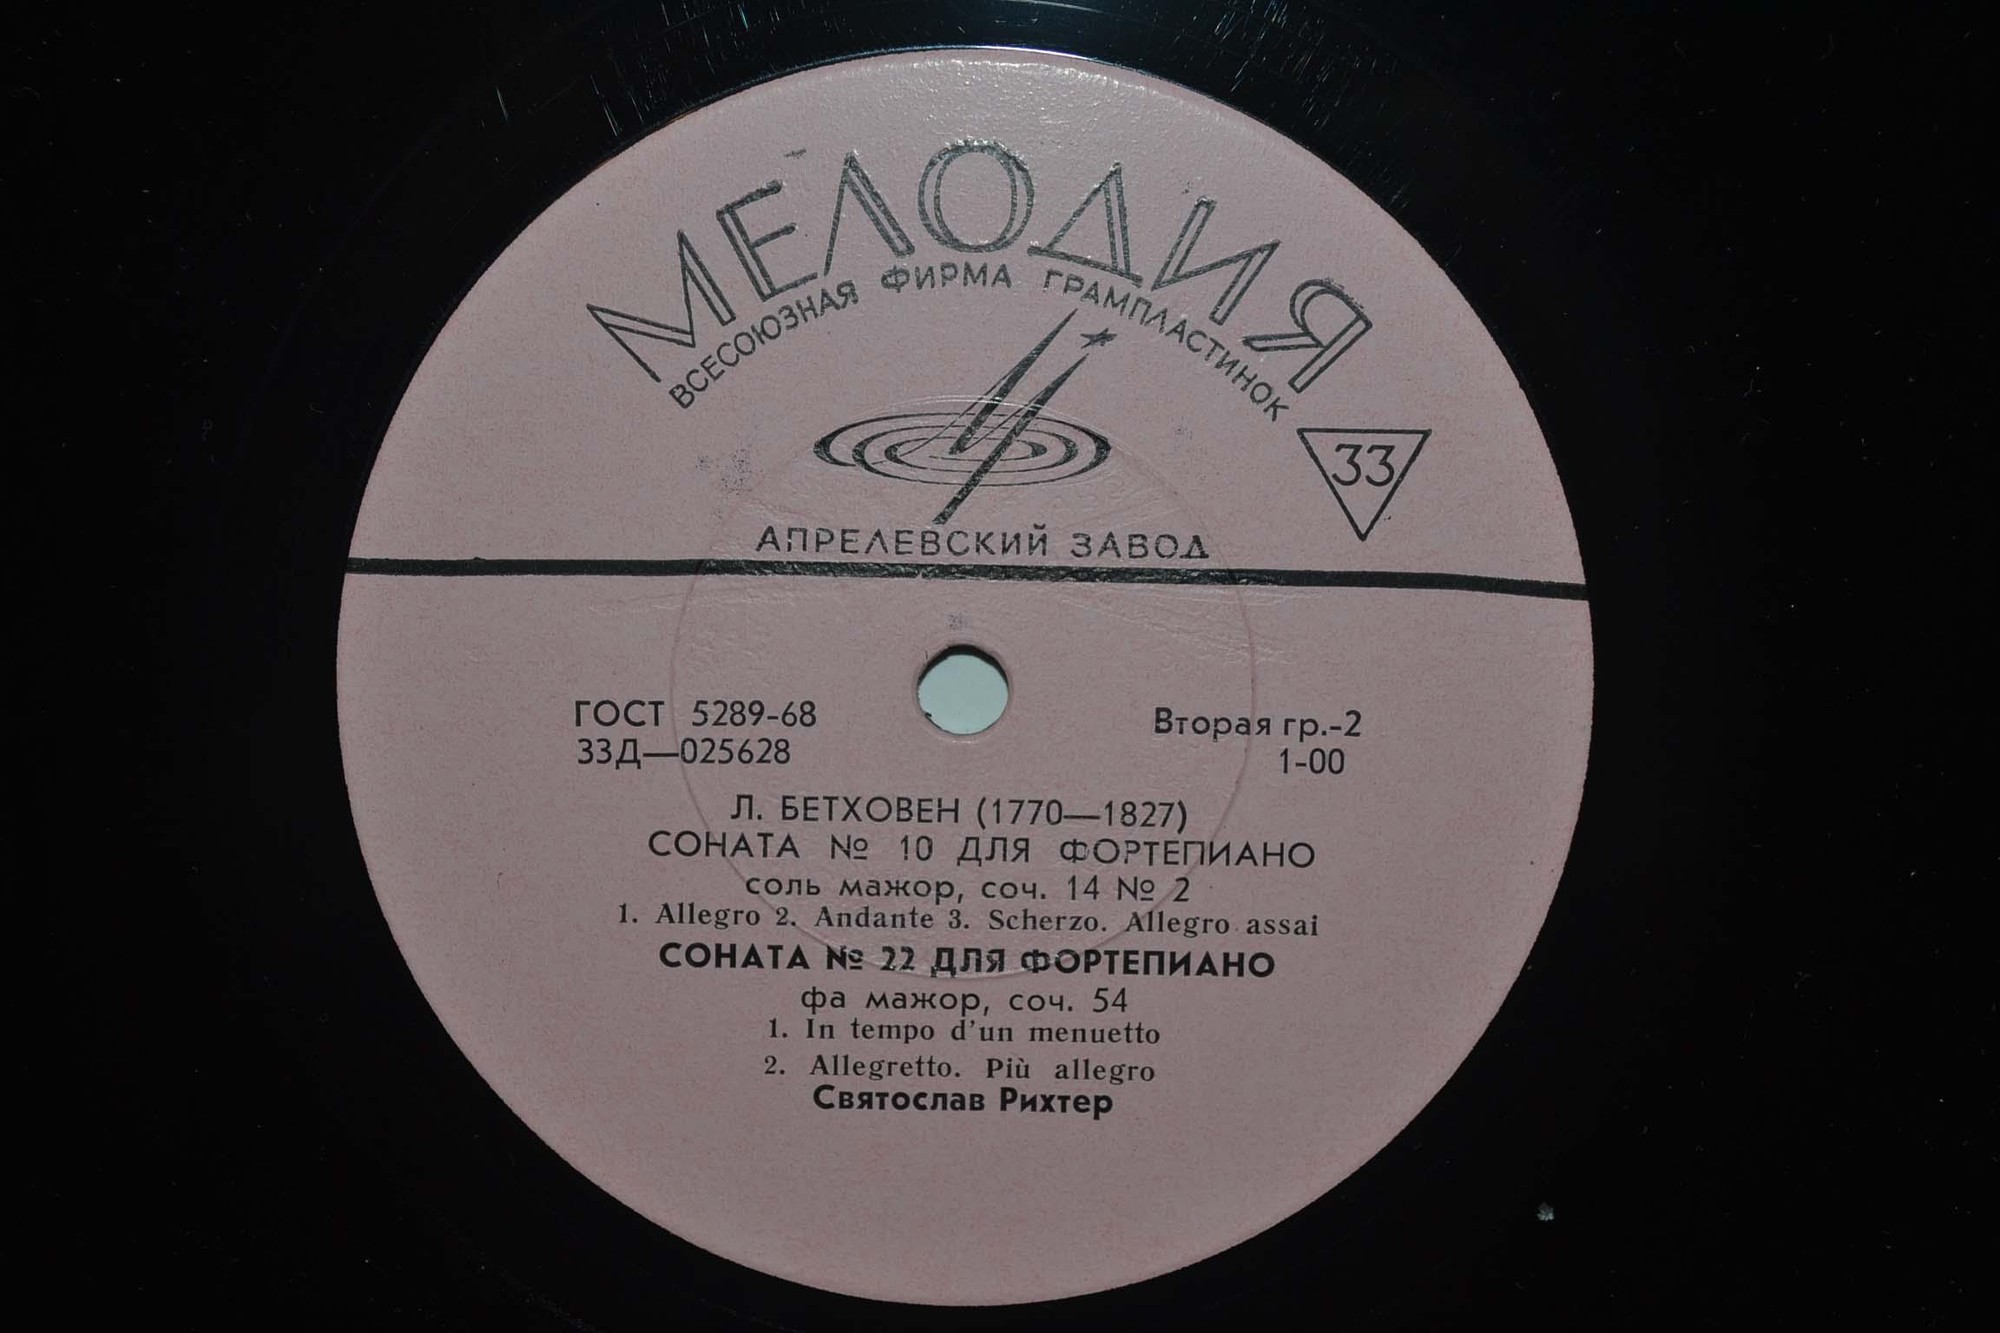 МЕЛОДИЯ
ВСЕСОЮЗНАЯ ФИРМА ГРАМПЛАСТИНОК
33
АПРЕЛЕВСКИЙ ЗАВОД
ГОСТ 5289-68
Вторая гр.-2
33Д—025628
1-00
Л. БЕТХОВЕН (1770—1827)
СОНАТА № 10 ДЛЯ ФОРТЕПИАНО
соль мажор, соч. 14 № 2
1. Allegro 2. Andante 3. Scherzo. Allegro assai
СОНАТА № 22 ДЛЯ ФОРТЕПИАНО
фа мажор, соч. 54
1. In tempo d'un menuetto
2. Allegretto. Più allegro
Святослав Рихтер